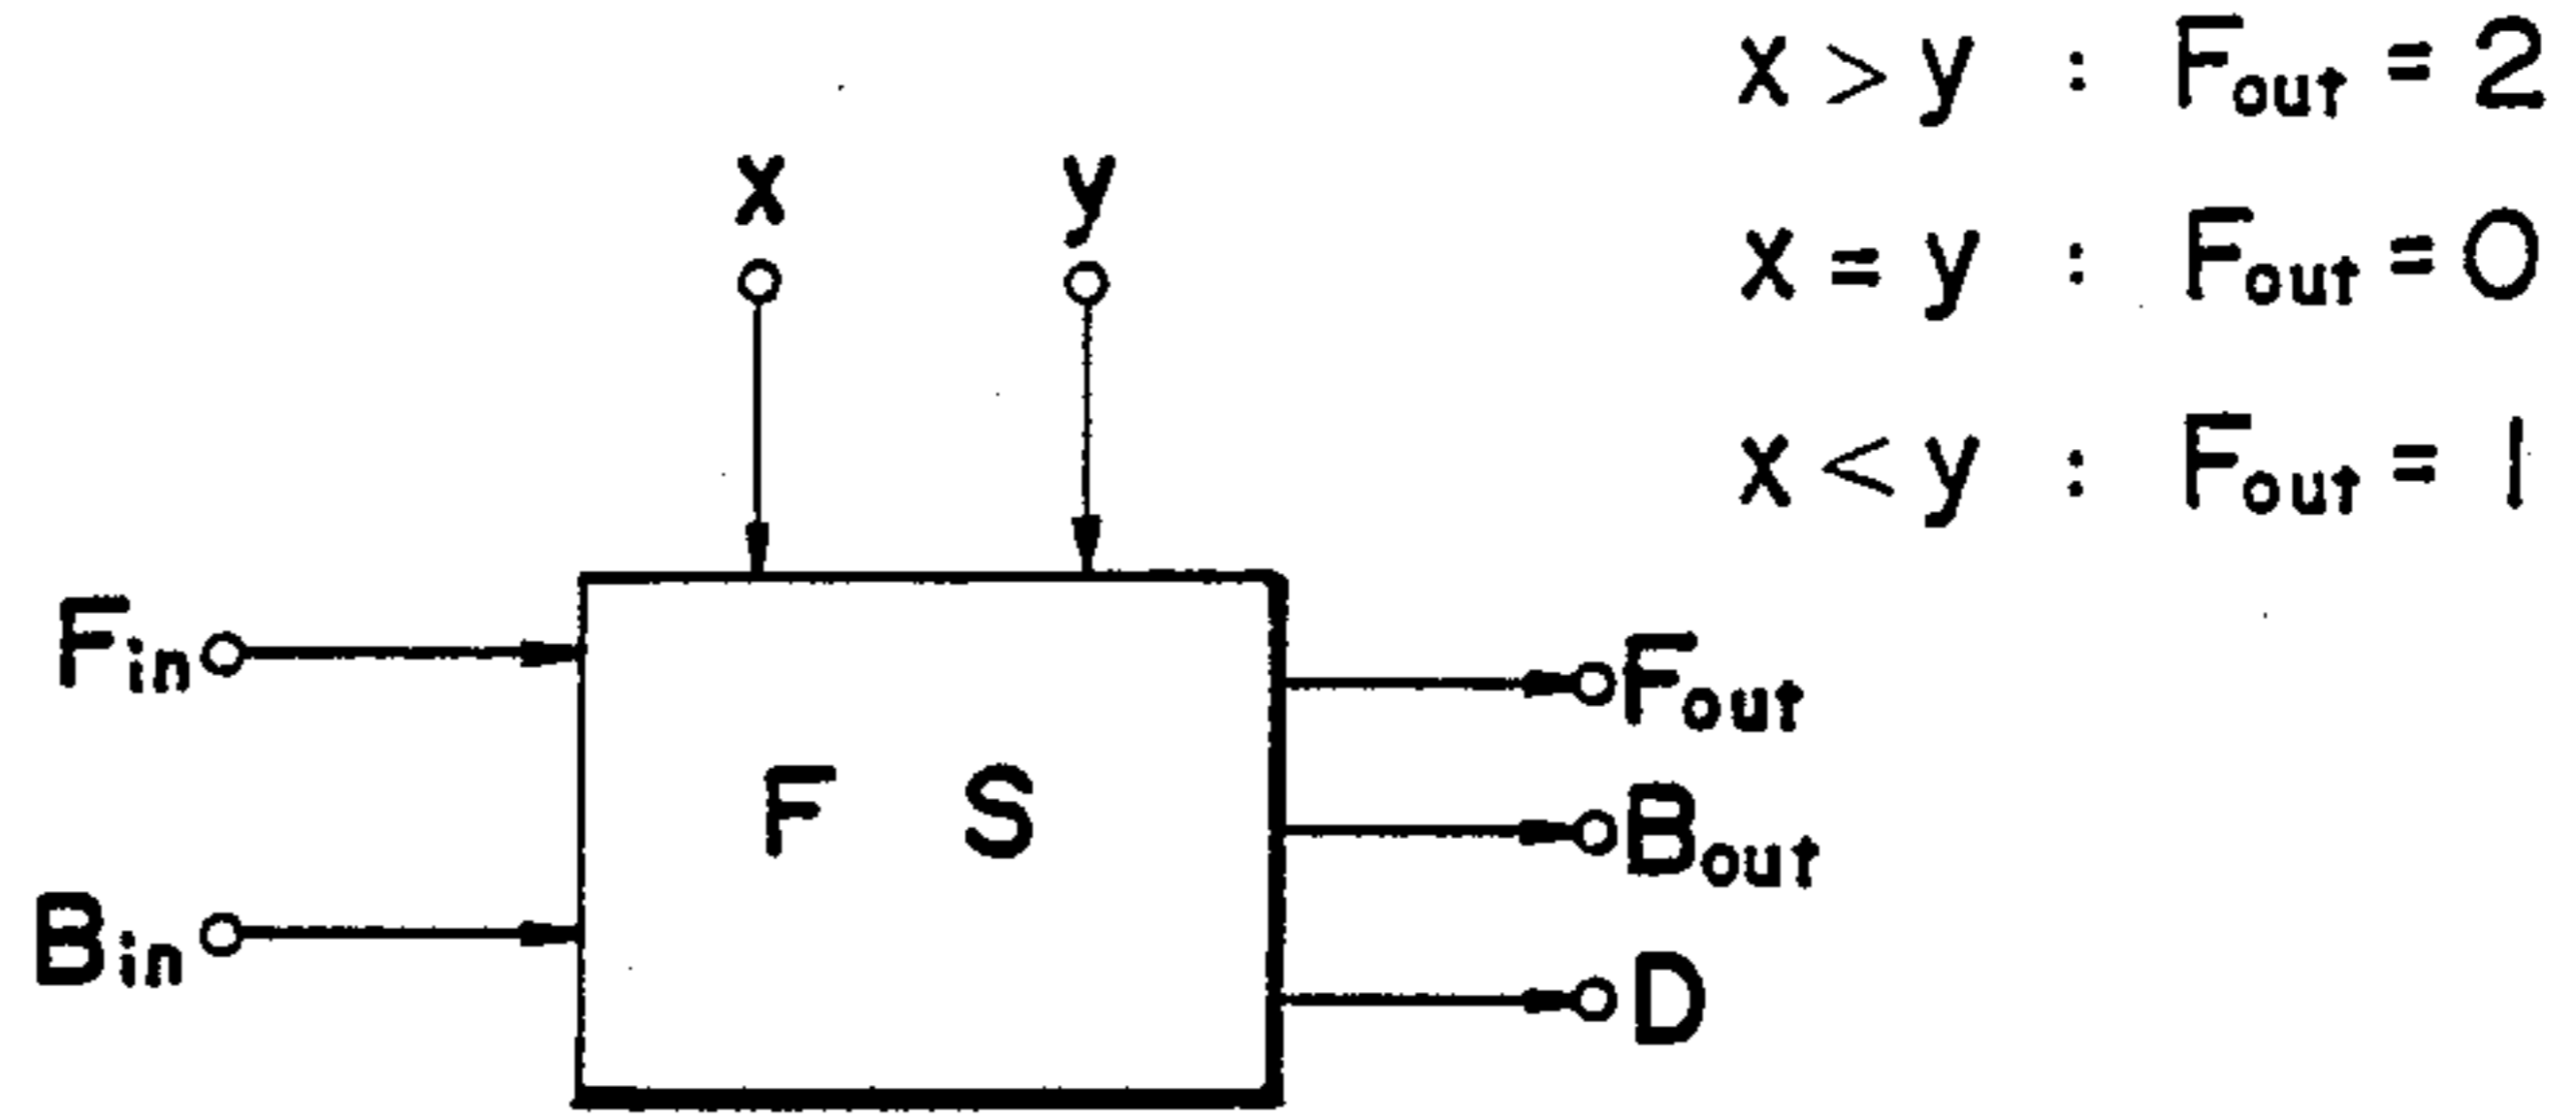 x > y : Fout = 2
x = y : Fout = 0
x < y : Fout = 1
x y
Fin
Fout
F S
Bout
Bin
D